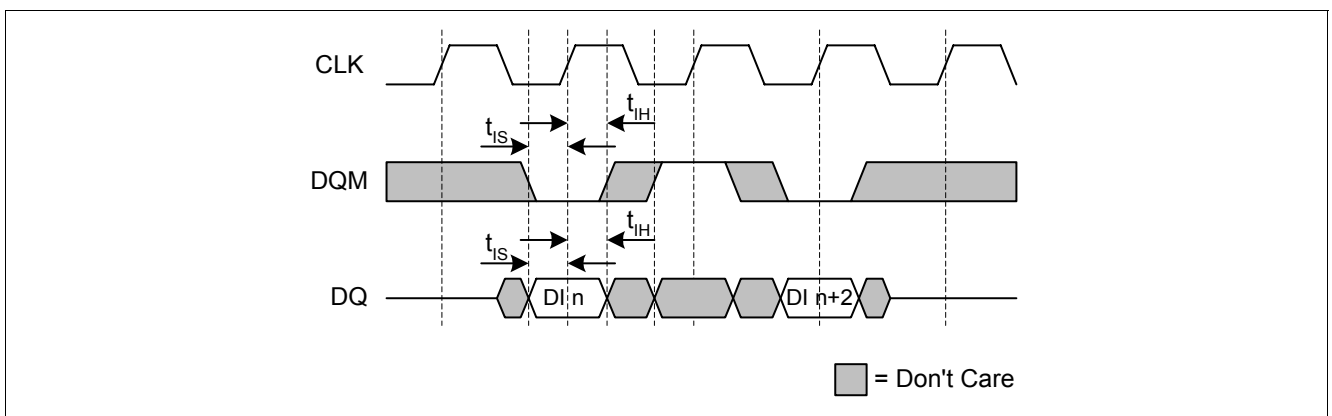 CLK
tIH
tIS
DQM
tIH
tIS
DQ
DI n
DI n+2
= Don't Care